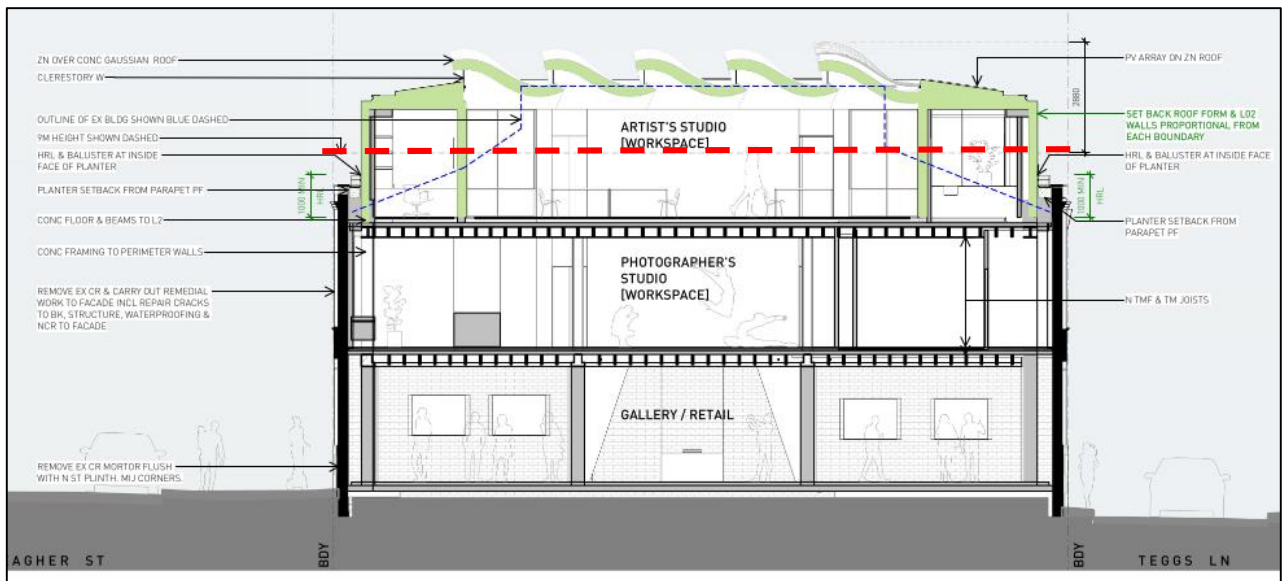 ZN OVER CONC GAUSSIAN ROOF
CLERESTORY W
OUTLINE OF EX BLDG SHOWN BLUE DASHED
9M HEIGHT SHOWN DASHED
HRL & BALUSTER AT INSIDE
FACE OF PLANTER
PLANTER SETBACK FROM PARAPET PF
1000 MIN
HRL
CONC FLOOR & BEAMS TO L2
CONC FRAMING TO PERIMETER WALLS
REMOVE EX CR & CARRY OUT REMEDIAL
WORK TO FACADE INCL REPAIR CRACKS
TO BK, STRUCTURE, WATERPROOFING &
NCR TO FACADE
REMOVE EX CR MORTOR FLUSH
WITH N ST PLINTH. MIJ CORNERS.
ARTIST'S STUDIO
[WORKSPACE]
PHOTOGRAPHER'S
STUDIO
[WORKSPACE]
GALLERY / RETAIL
PV ARRAY ON ZN ROOF
2880
SET BACK ROOF FORM & L02
WALLS PROPORTIONAL FROM
EACH BOUNDARY
HRL & BALUSTER AT INSIDE FACE
OF PLANTER
1000 MIN
HRL
PLANTER SETBACK FROM
PARAPET PF
N TMF & TM JOISTS
AGHER ST
BDY
BDY
TEGGS LN